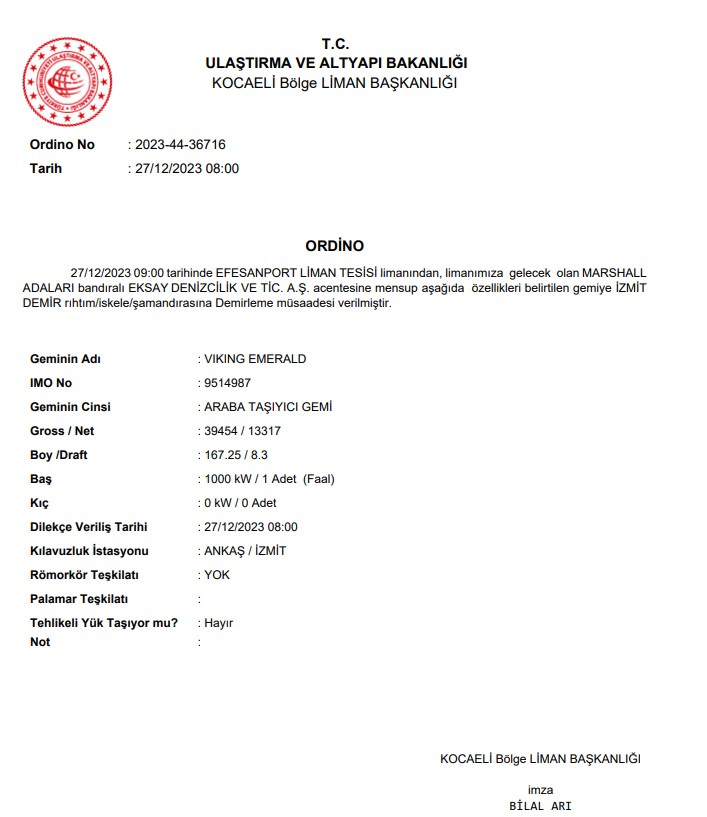 T.C.
ULAŞTIRMA VE ALTYAPI BAKANLIĞI
KOCAELİ Bölge LİMAN BAŞKANLIĞI
Ordino No : 2023-44-36716
Tarih : 27/12/2023 08:00
ORDİNO
27/12/2023 09:00 tarihinde EFESANPORT LİMAN TESİSİ limanından, limanımıza gelecek olan MARSHALL
ADALARI bandıralı EKSAY DENİZCİLİK VE TİC. A.Ş. acentesine mensup aşağıda özellikleri belirtilen gemiye İZMİT
DEMİR rıhtım/iskele/şamandırasına Demirleme müsaadesi verilmiştir.
Geminin Adı : VIKING EMERALD
IMO No : 9514987
Geminin Cinsi : ARABA TAŞIYICI GEMİ
Gross / Net : 39454 / 13317
Boy /Draft : 167.25 / 8.3
Baş : 1000 kW / 1 Adet (Faal)
Kıç : 0 kW / 0 Adet
Dilekçe Veriliş Tarihi : 27/12/2023 08:00
Kılavuzluk İstasyonu : ANKAŞ / İZMİT
Römorkör Teşkilatı : YOK
Palamar Teşkilatı :
Tehlikeli Yük Taşıyor mu? : Hayır
Not :
KOCAELİ Bölge LİMAN BAŞKANLIĞI
imza
BİLAL ARI